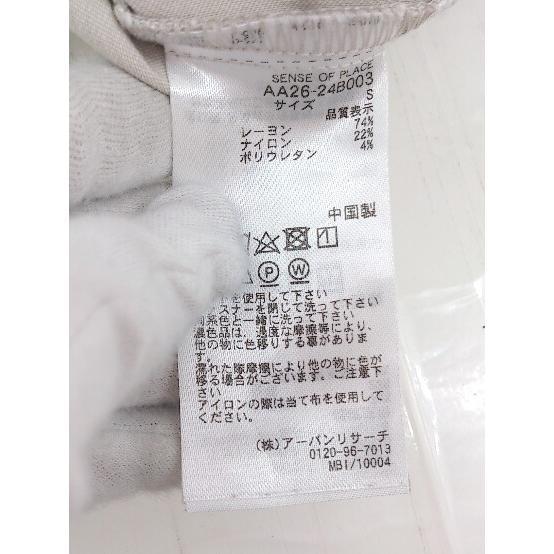 SENSE OF PLACE
AA26-24B003
サイズ S
品質表示
レーヨン 74%
ナイロン 22%
ポリウレタン 4%
中国製
P W
を使用して下さい
スナーを閉じて洗って下さい
系色と一緒に洗って下さい
濃色品は、過度な摩擦等により、
他の物に色移りする事があります。
濡れた際摩擦により他の物に色が
移る場合がございます。ご注意下
さい
アイロンの際は当て布を使用して
ください。
(株)アーバンリサーチ
0120-96-7013
MBI/10004